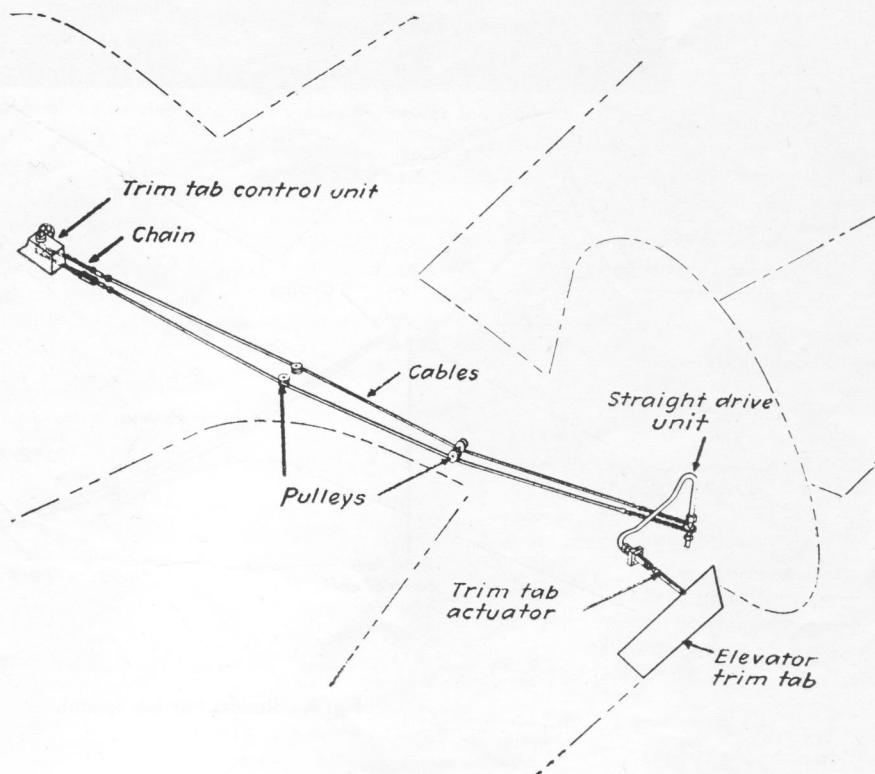 Trim tab control unit
Chain
Cables
Straight drive
unit
Pulleys
Trim tab
actuator
Elevator
trim tab